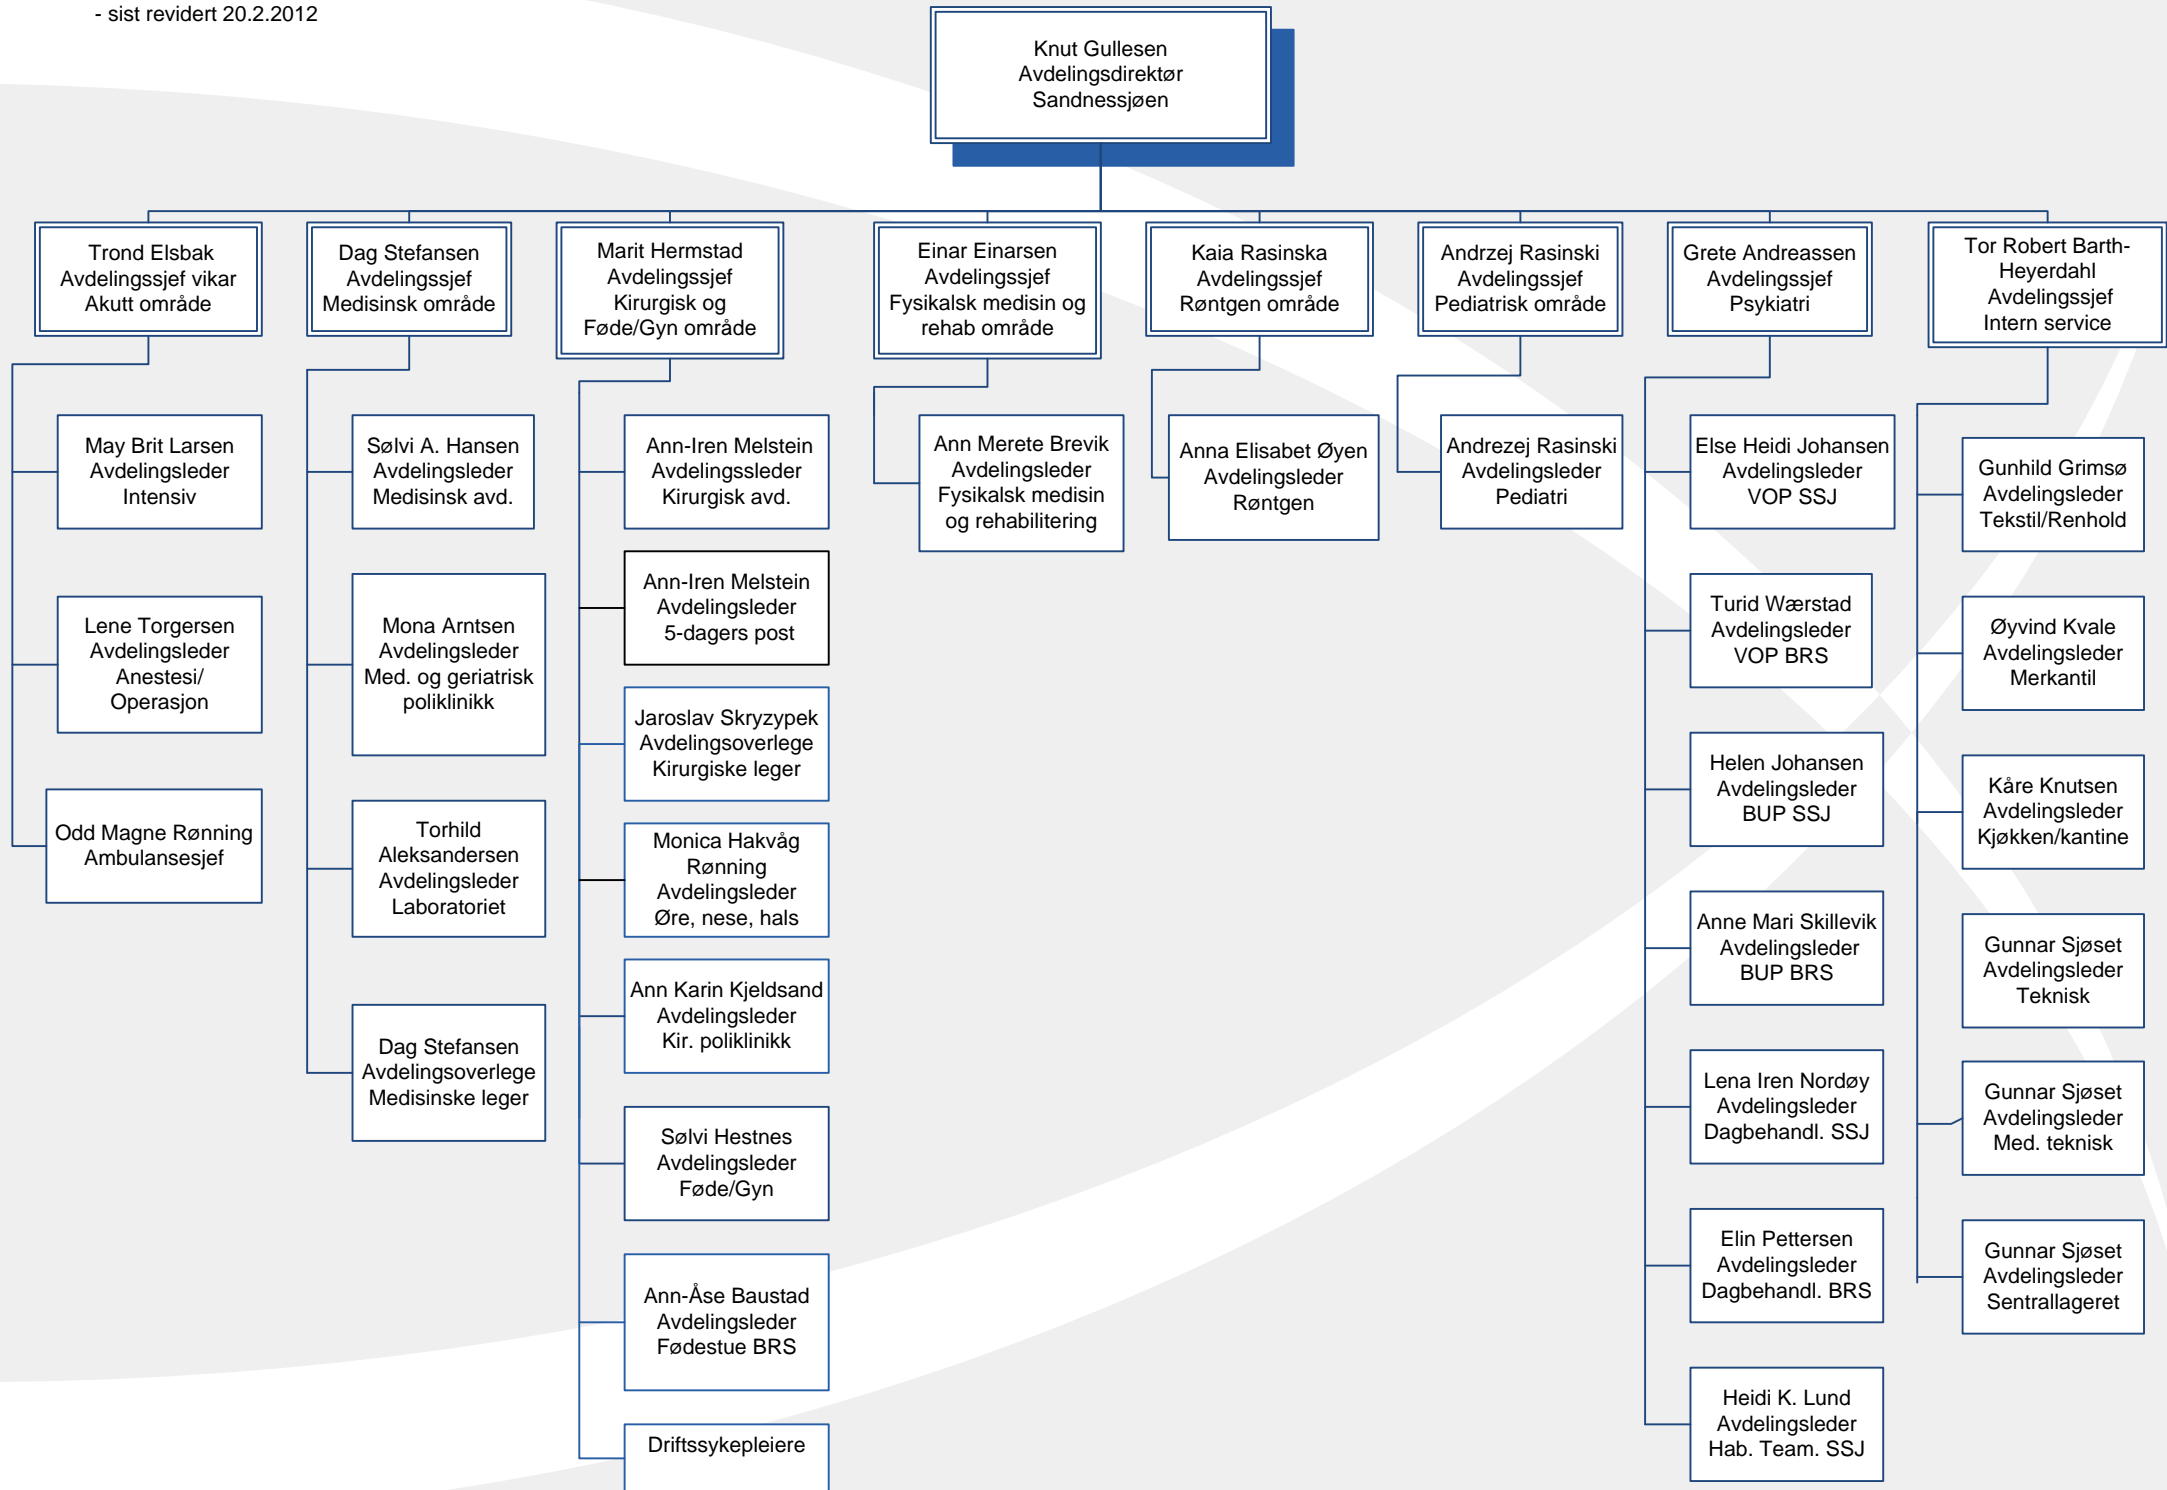 - sist revidert 20.2.2012
Knut Gullesen
Avdelingsdirektør
Sandnessjøen
Trond Elsbak
Avdelingssjef vikar
Akutt område
Dag Stefansen
Avdelingssjef
Medisinsk område
Marit Hermstad
Avdelingssjef
Kirurgisk og
Føde/Gyn område
Einar Einarsen
Avdelingssjef
Fysikalsk medisin og
rehab område
Kaia Rasinska
Avdelingssjef
Røntgen område
Andrzej Rasinski
Avdelingssjef
Pediatrisk område
Grete Andreassen
Avdelingssjef
Psykiatri
Tor Robert Barth-
Heyerdahl
Avdelingssjef
Intern service
May Brit Larsen
Avdelingsleder
Intensiv
Lene Torgersen
Avdelingsleder
Anestesi/
Operasjon
Odd Magne Rønning
Ambulansesjef
Sølvi A. Hansen
Avdelingsleder
Medisinsk avd.
Mona Arntsen
Avdelingsleder
Med. og geriatrisk
poliklinikk
Torhild
Aleksandersen
Avdelingsleder
Laboratoriet
Dag Stefansen
Avdelingsoverlege
Medisinske leger
Ann-Iren Melstein
Avdelingssleder
Kirurgisk avd.
Ann-Iren Melstein
Avdelingsleder
5-dagers post
Jaroslav Skryzypek
Avdelingsoverlege
Kirurgiske leger
Monica Hakvåg
Rønning
Avdelingsleder
Øre, nese, hals
Ann Karin Kjeldsand
Avdelingsleder
Kir. poliklinikk
Sølvi Hestnes
Avdelingsleder
Føde/Gyn
Ann-Åse Baustad
Avdelingsleder
Fødestue BRS
Driftssykepleiere
Ann Merete Brevik
Avdelingsleder
Fysikalsk medisin
og rehabilitering
Anna Elisabet Øyen
Avdelingsleder
Røntgen
Andrezej Rasinski
Avdelingsleder
Pediatri
Else Heidi Johansen
Avdelingsleder
VOP SSJ
Turid Wærstad
Avdelingsleder
VOP BRS
Helen Johansen
Avdelingsleder
BUP SSJ
Anne Mari Skillevik
Avdelingsleder
BUP BRS
Lena Iren Nordøy
Avdelingsleder
Dagbehandl. SSJ
Elin Pettersen
Avdelingsleder
Dagbehandl. BRS
Heidi K. Lund
Avdelingsleder
Hab. Team. SSJ
Gunhild Grimsø
Avdelingsleder
Tekstil/Renhold
Øyvind Kvale
Avdelingsleder
Merkantil
Kåre Knutsen
Avdelingsleder
Kjøkken/kantine
Gunnar Sjøset
Avdelingsleder
Teknisk
Gunnar Sjøset
Avdelingsleder
Med. teknisk
Gunnar Sjøset
Avdelingsleder
Sentrallageret